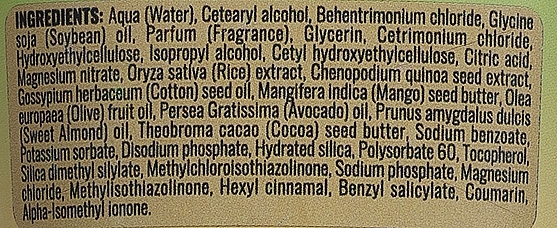 INGREDIENTS: Aqua (Water), Cetearyl alcohol, Behentrimonium chloride, Glycine
soja (Soybean) oil, Parfum (Fragrance), Glycerin, Cetrimonium chloride,
Hydroxyethylcellulose, Isopropyl alcohol, Cetyl hydroxyethylcellulose, Citric acid,
Magnesium nitrate, Oryza sativa (Rice) extract, Chenopodium quinoa seed extract,
Gossypium herbaceum (Cotton) seed oil, Mangifera indica (Mango) seed butter, Olea
europaea (Olive) fruit oil, Persea Gratissima (Avocado) oil, Prunus amygdalus dulcis
(Sweet Almond) oil, Theobroma cacao (Cocoa) seed butter, Sodium benzoate,
Potassium sorbate, Disodium phosphate, Hydrated silica, Polysorbate 60, Tocopherol,
Silica dimethyl silylate, Methylchloroisothiazolinone, Sodium phosphate, Magnesium
chloride, Methylisothiazolinone, Hexyl cinnamal, Benzyl salicylate, Coumarin,
Alpha-Isomethyl ionone.